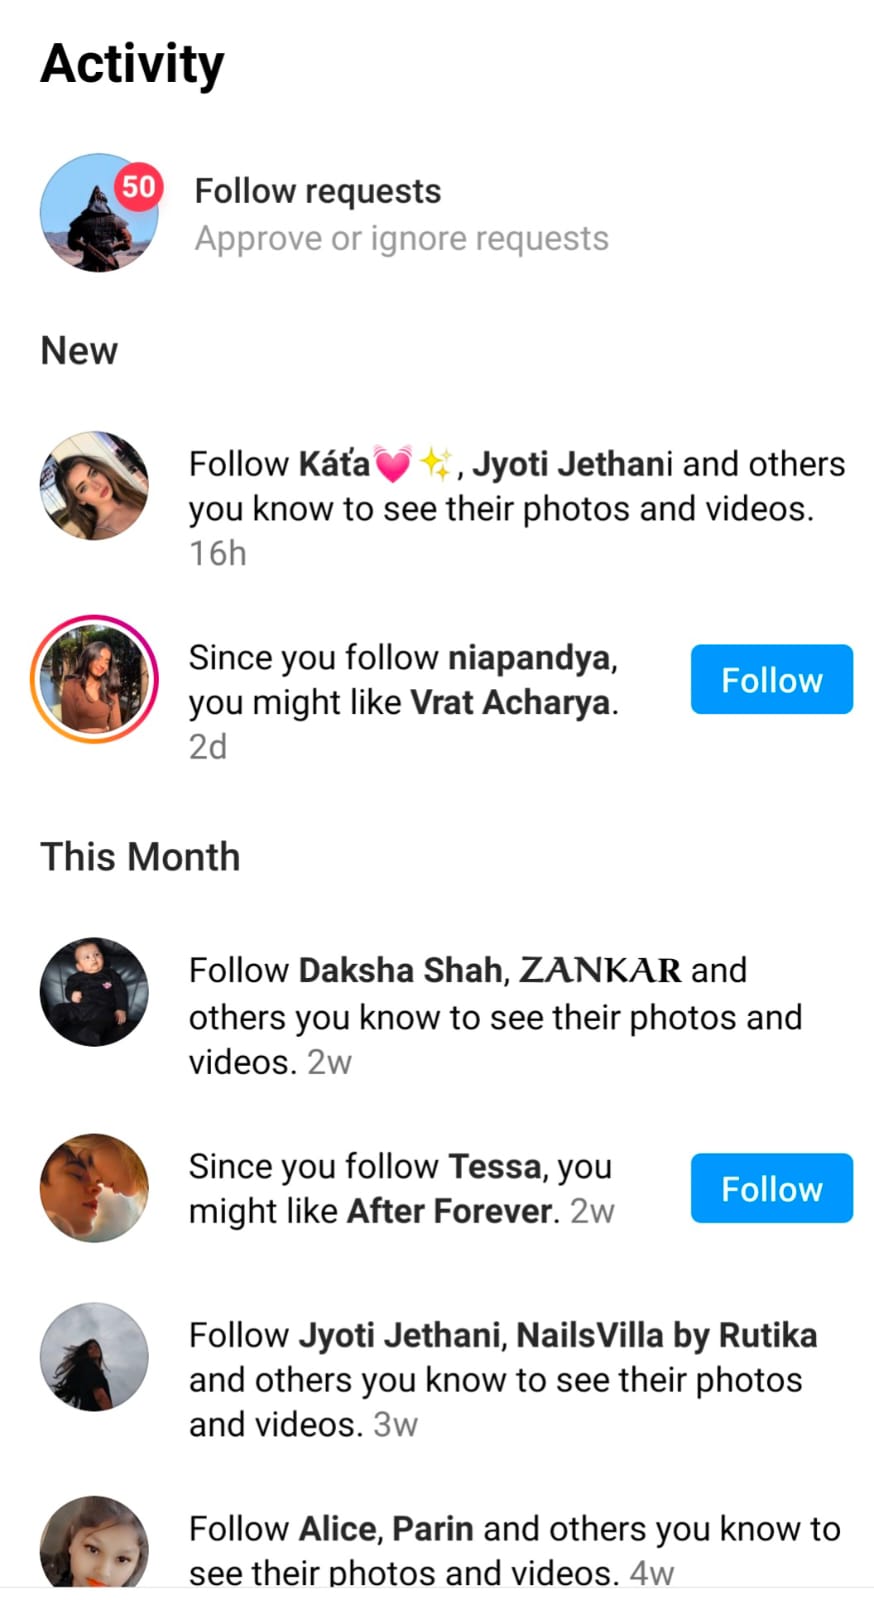 Activity
50
Follow requests
Approve or ignore requests
New
Follow Káťa💓✨, Jyoti Jethani and others
you know to see their photos and videos.
16h
Since you follow niapandya,
you might like Vrat Acharya.
2d
Follow
This Month
Follow Daksha Shah, ZANKAR and
others you know to see their photos and
videos. 2w
Since you follow Tessa, you
might like After Forever. 2w
Follow
Follow Jyoti Jethani, NailsVilla by Rutika
and others you know to see their photos
and videos. 3w
Follow Alice, Parin and others you know to
see their photos and videos. 4w